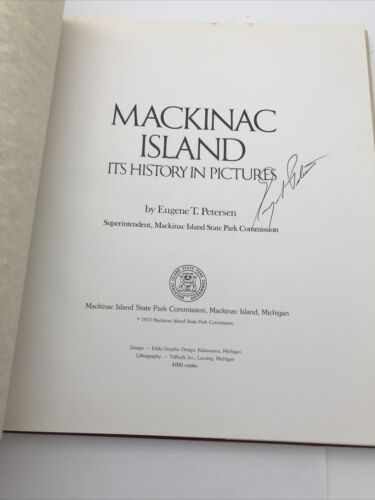 MACKINAC
ISLAND
ITS HISTORY IN PICTURES
by Eugene T. Petersen
Superintendent, Mackinac Island State Park Commission
Mackinac Island State Park Commission, Mackinac Island, Michigan
© 1973 Mackinac Island State Park Commission
Design — Eddy Graphic Design, Kalamazoo, Michigan
Lithography — TriKraft, Inc., Lansing, Michigan
4000 copies